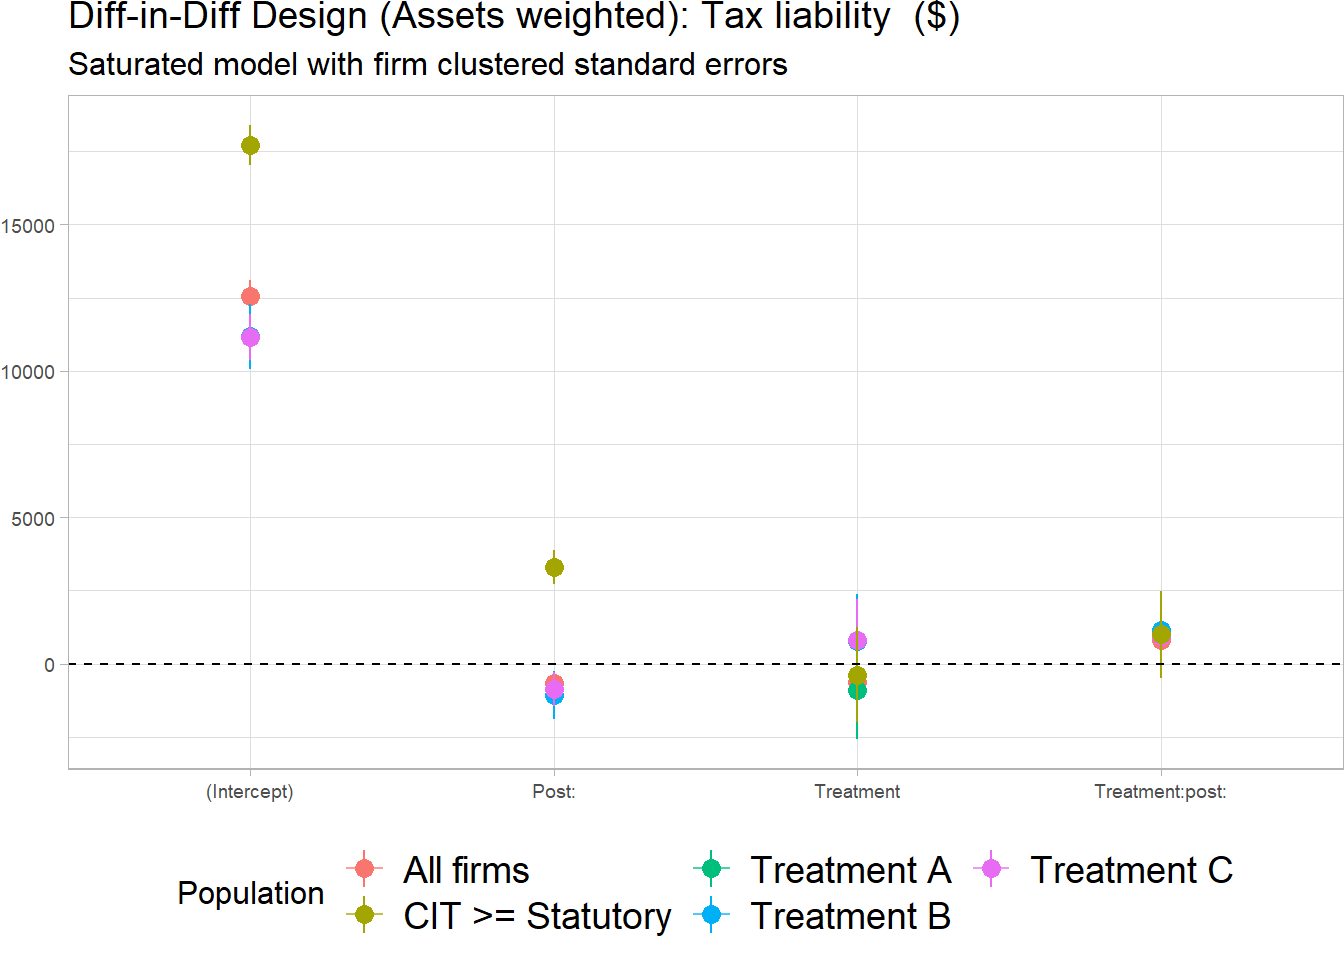 Diff-in-Diff Design (Assets weighted): Tax liability  ($)
Saturated model with firm clustered standard errors
15000
10000
5000
0
(Intercept)
Post:
Treatment
Treatment:post:
Population
All firms
CIT >= Statutory
Treatment A
Treatment B
Treatment C